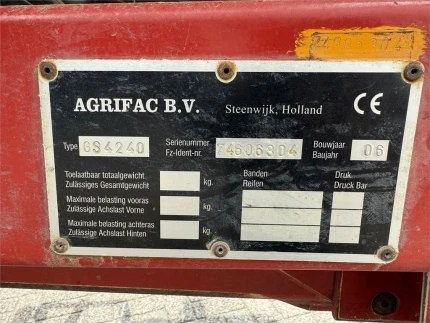 AGRIFAC B.V. Steenwijk, Holland CE
Type GS4240 Serienummer Fz-Ident-nr. 74606304 Bouwjaar Baujahr 06
Toelaatbaar totaalgewicht kg. Banden Druk
Zulässiges Gesamtgewicht Reifen Druck Bar
Maximale belasting vooras kg.
Zulässige Achslast Vorne
Maximale belasting achteras kg.
Zulässige Achslast Hinten